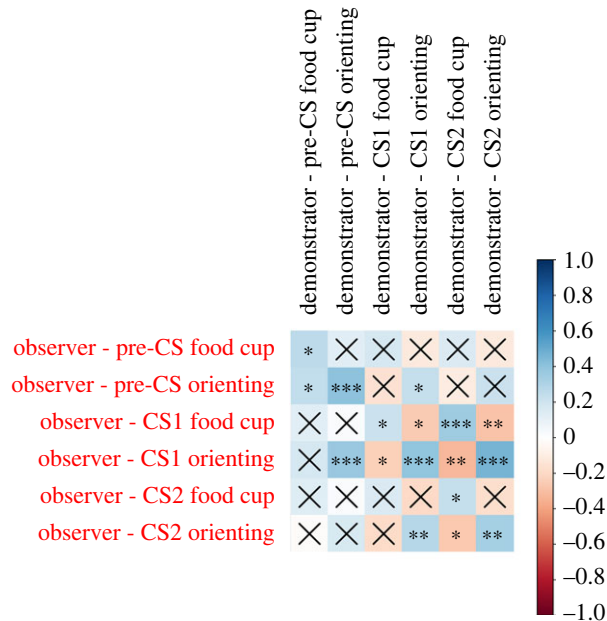 demonstrator - pre-CS food cup
demonstrator - pre-CS orienting
demonstrator - CS1 food cup
demonstrator - CS1 orienting
demonstrator - CS2 food cup
demonstrator - CS2 orienting
observer - pre-CS food cup *
observer - pre-CS orienting * *** *
observer - CS1 food cup * * *** **
observer - CS1 orienting *** * *** ** ***
observer - CS2 food cup *
observer - CS2 orienting ** * **
1.0
0.8
0.6
0.4
0.2
0
–0.2
–0.4
–0.6
–0.8
–1.0